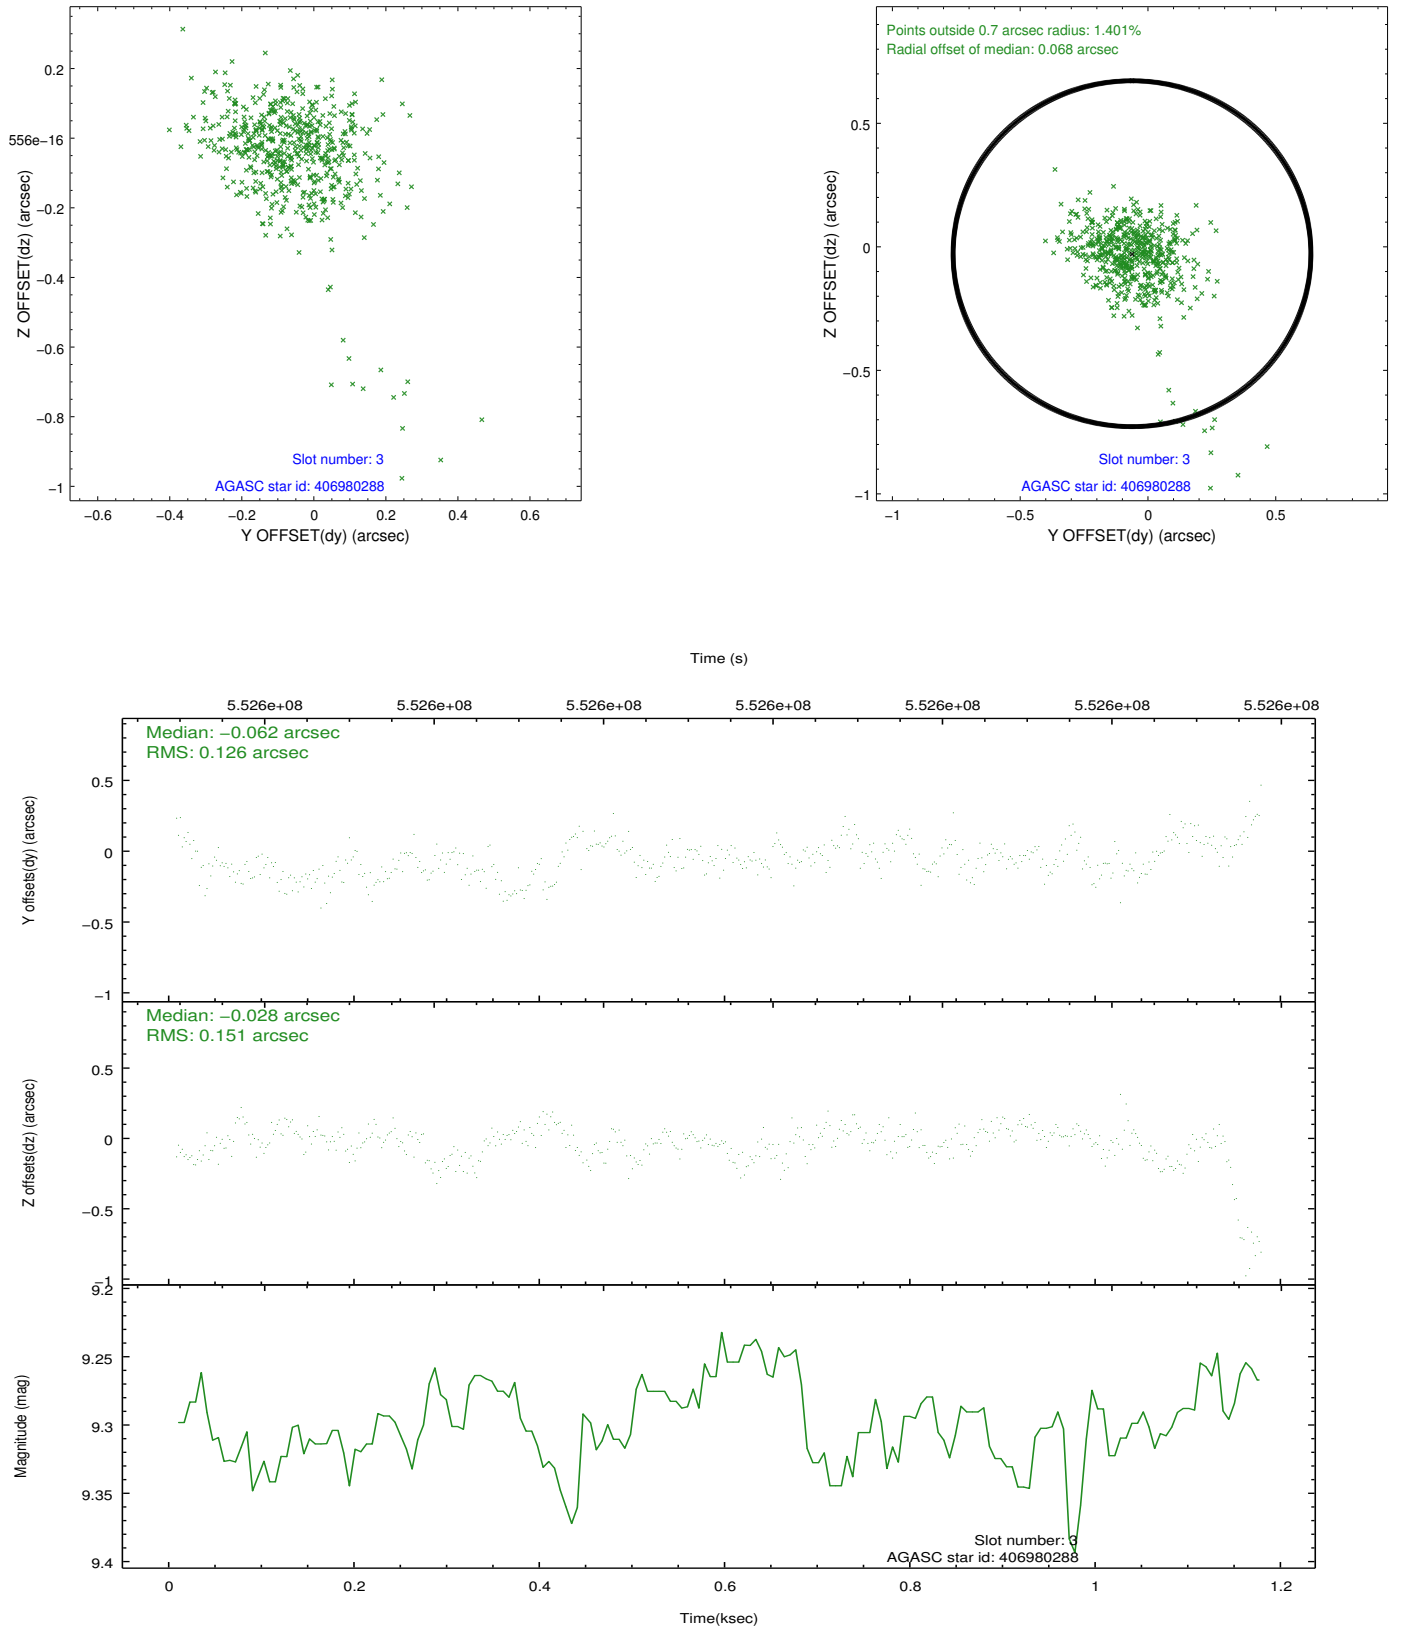 0.2
556e−16
−0.2
−0.4
−0.6
−0.8
−1
Z OFFSET(dz) (arcsec)
Slot number: 3
AGASC star id: 406980288
−0.6 −0.4 −0.2 0 0.2 0.4 0.6
Y OFFSET(dy) (arcsec)
Points outside 0.7 arcsec radius: 1.401%
Radial offset of median: 0.068 arcsec
0.5
0
−0.5
−1
Z OFFSET(dz) (arcsec)
Slot number: 3
AGASC star id: 406980288
−1 −0.5 0 0.5
Y OFFSET(dy) (arcsec)
Time (s)
5.526e+08 5.526e+08 5.526e+08 5.526e+08 5.526e+08 5.526e+08 5.526e+08
Median: −0.062 arcsec
RMS: 0.126 arcsec
0.5
0
−0.5
−1
Y offsets(dy) (arcsec)
Median: −0.028 arcsec
RMS: 0.151 arcsec
0.5
0
−0.5
−1
Z offsets(dz) (arcsec)
9.2
9.25
9.3
9.35
9.4
Magnitude (mag)
Slot number: 3
AGASC star id: 406980288
0 0.2 0.4 0.6 0.8 1 1.2
Time(ksec)